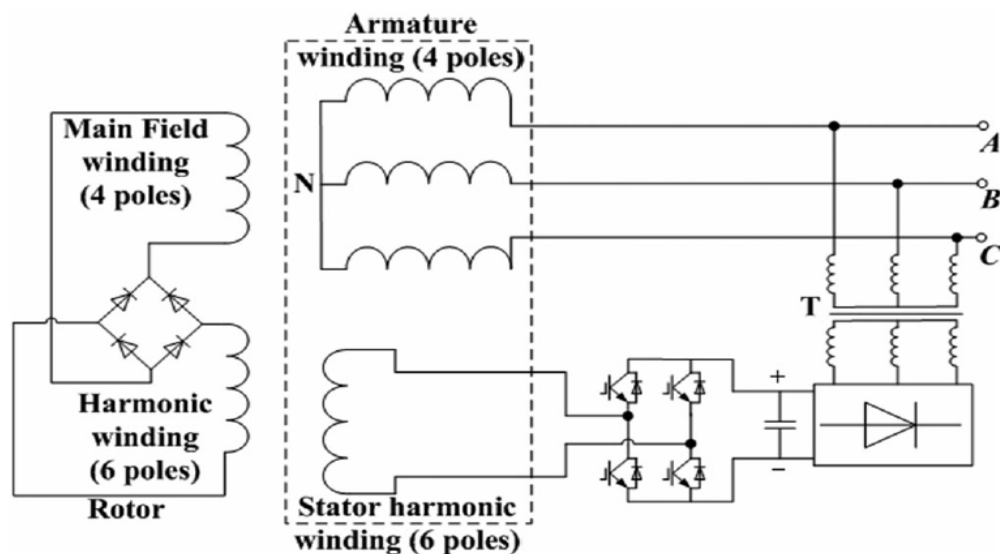 Armature
winding (4 poles)
Main Field
winding
(4 poles)
N
A
B
C
T
Harmonic
winding
(6 poles)
Rotor
+
−
Stator harmonic
winding (6 poles)